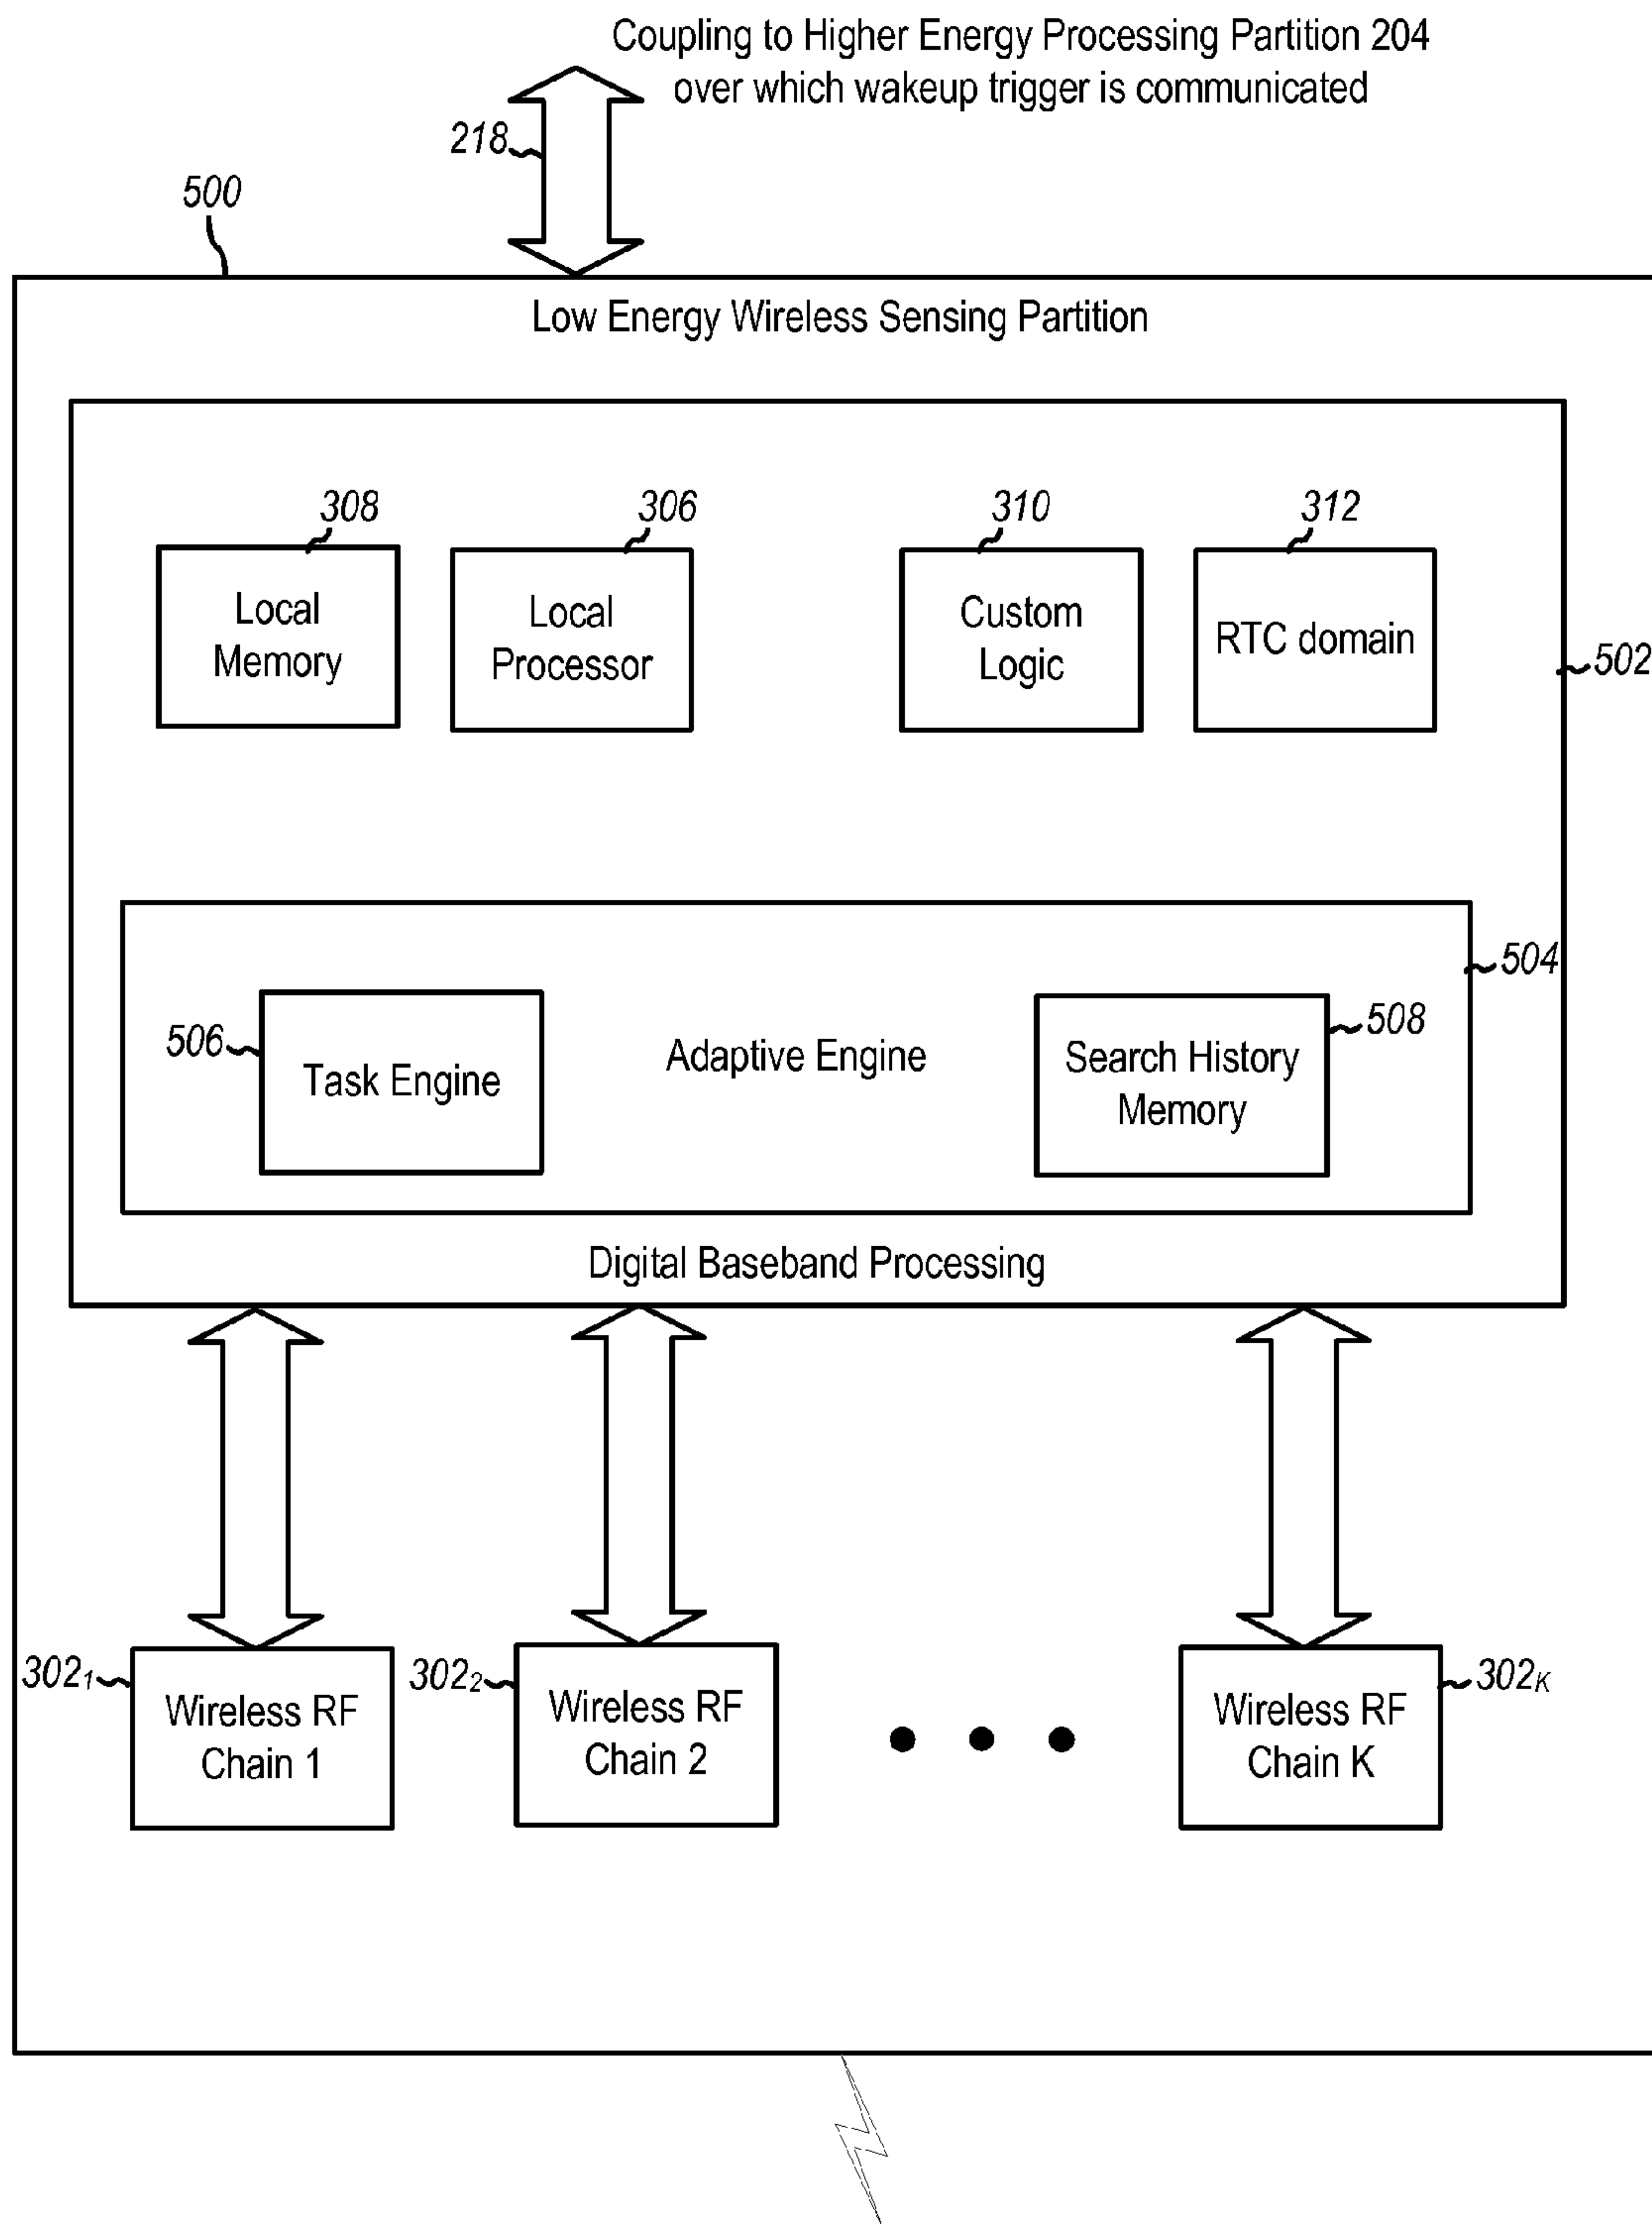 Coupling to Higher Energy Processing Partition 204
over which wakeup trigger is communicated
218
500
Low Energy Wireless Sensing Partition
308
306
310
312
Local
Memory
Local
Processor
Custom
Logic
RTC domain
502
504
506
Task Engine
Adaptive Engine
508
Search History
Memory
Digital Baseband Processing
302₁
Wireless RF
Chain 1
302₂
Wireless RF
Chain 2
302K
Wireless RF
Chain K